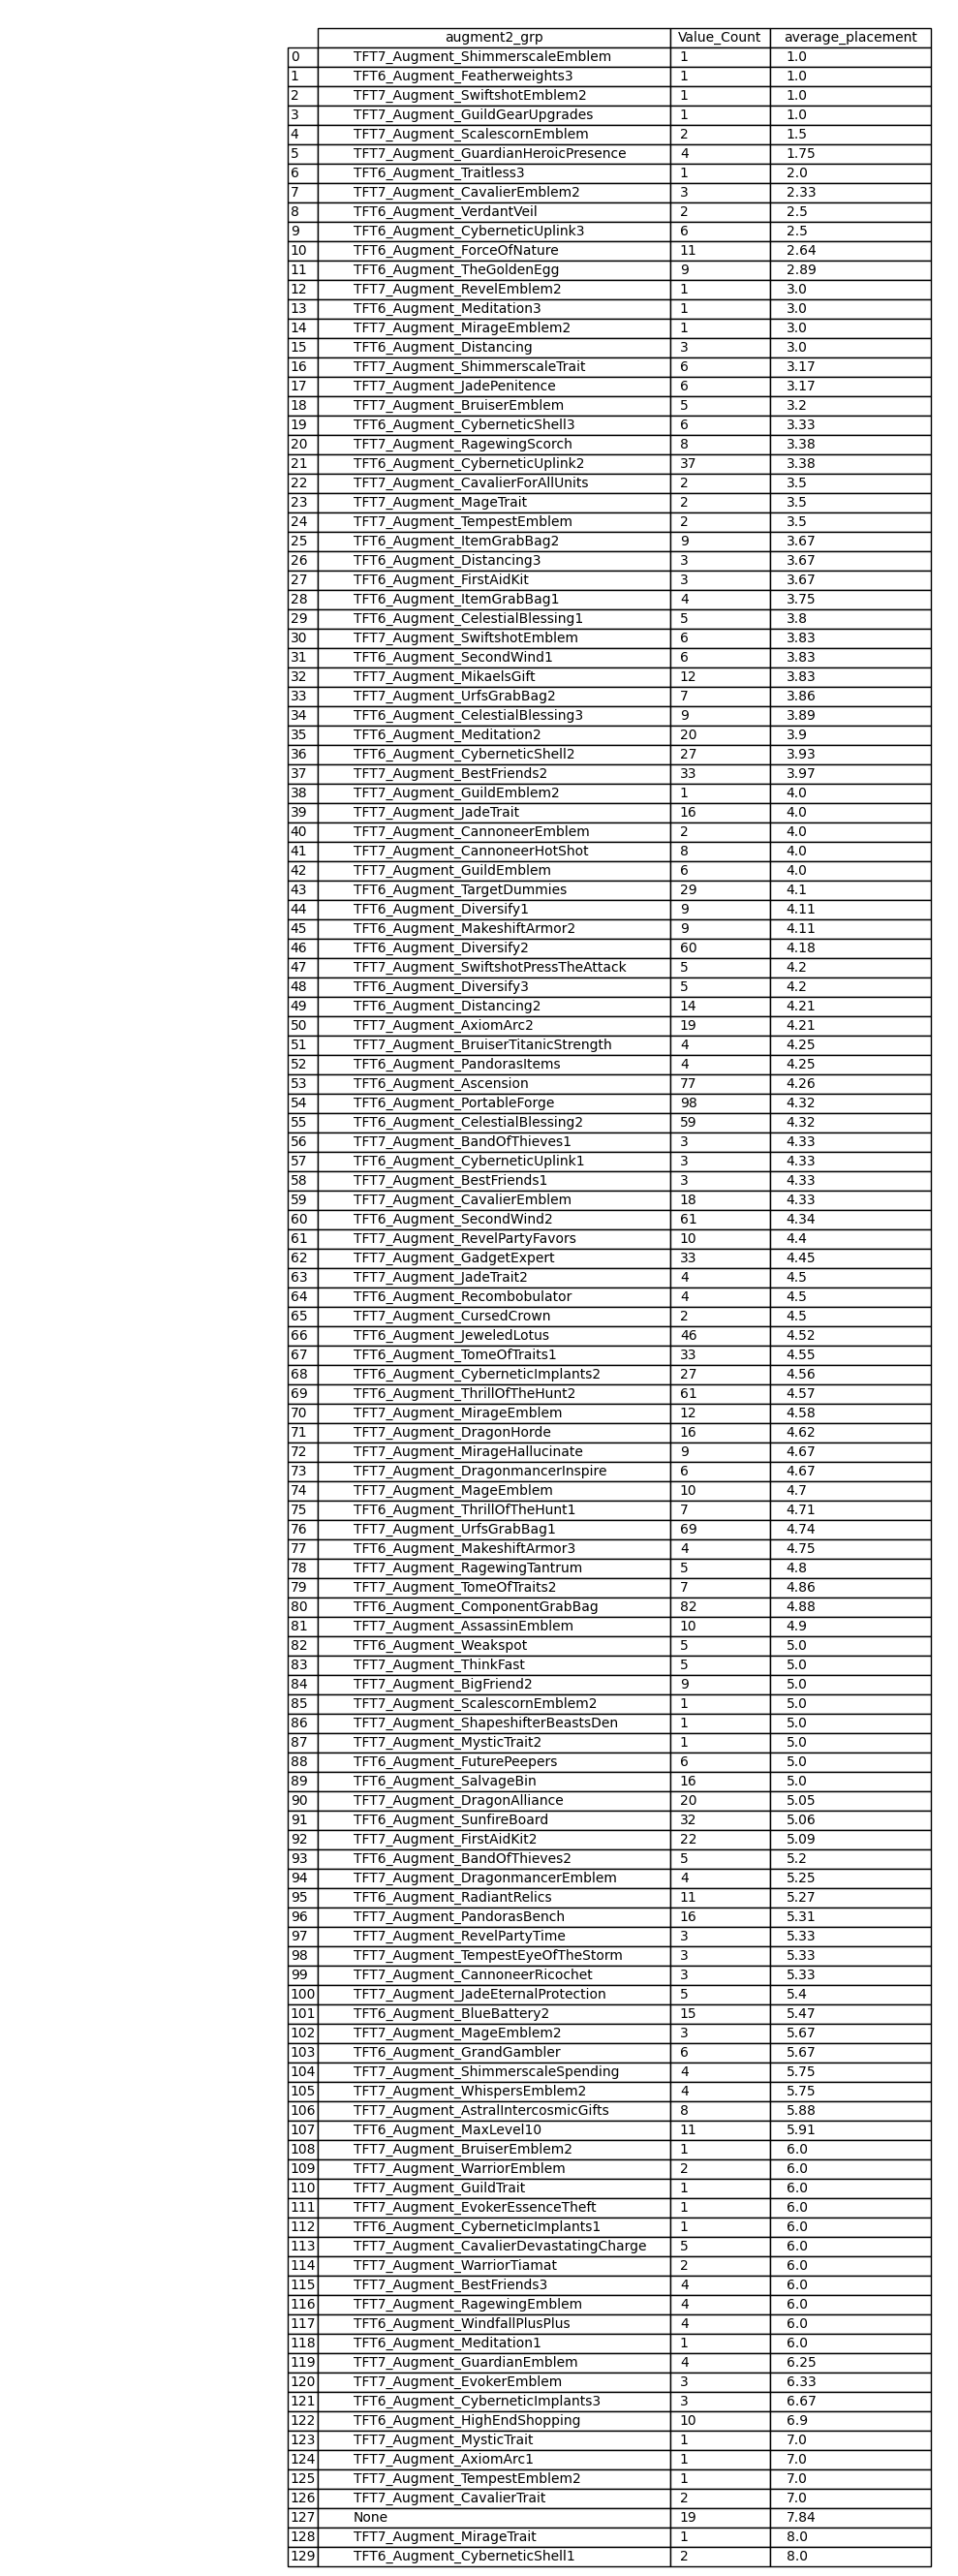 augment2_grp Value_Count average_placement
0 TFT7_Augment_ShimmerscaleEmblem 1 1.0
1 TFT6_Augment_Featherweights3 1 1.0
2 TFT7_Augment_SwiftshotEmblem2 1 1.0
3 TFT7_Augment_GuildGearUpgrades 1 1.0
4 TFT7_Augment_ScalescornEmblem 2 1.5
5 TFT7_Augment_GuardianHeroicPresence 4 1.75
6 TFT6_Augment_Traitless3 1 2.0
7 TFT7_Augment_CavalierEmblem2 3 2.33
8 TFT6_Augment_VerdantVeil 2 2.5
9 TFT6_Augment_CyberneticUplink3 6 2.5
10 TFT6_Augment_ForceOfNature 11 2.64
11 TFT6_Augment_TheGoldenEgg 9 2.89
12 TFT7_Augment_RevelEmblem2 1 3.0
13 TFT6_Augment_Meditation3 1 3.0
14 TFT7_Augment_MirageEmblem2 1 3.0
15 TFT6_Augment_Distancing 3 3.0
16 TFT7_Augment_ShimmerscaleTrait 6 3.17
17 TFT7_Augment_JadePenitence 6 3.17
18 TFT7_Augment_BruiserEmblem 5 3.2
19 TFT6_Augment_CyberneticShell3 6 3.33
20 TFT7_Augment_RagewingScorch 8 3.38
21 TFT6_Augment_CyberneticUplink2 37 3.38
22 TFT7_Augment_CavalierForAllUnits 2 3.5
23 TFT7_Augment_MageTrait 2 3.5
24 TFT7_Augment_TempestEmblem 2 3.5
25 TFT6_Augment_ItemGrabBag2 9 3.67
26 TFT6_Augment_Distancing3 3 3.67
27 TFT6_Augment_FirstAidKit 3 3.67
28 TFT6_Augment_ItemGrabBag1 4 3.75
29 TFT6_Augment_CelestialBlessing1 5 3.8
30 TFT7_Augment_SwiftshotEmblem 6 3.83
31 TFT6_Augment_SecondWind1 6 3.83
32 TFT7_Augment_MikaelsGift 12 3.83
33 TFT7_Augment_UrfsGrabBag2 7 3.86
34 TFT6_Augment_CelestialBlessing3 9 3.89
35 TFT6_Augment_Meditation2 20 3.9
36 TFT6_Augment_CyberneticShell2 27 3.93
37 TFT7_Augment_BestFriends2 33 3.97
38 TFT7_Augment_GuildEmblem2 1 4.0
39 TFT7_Augment_JadeTrait 16 4.0
40 TFT7_Augment_CannoneerEmblem 2 4.0
41 TFT7_Augment_CannoneerHotShot 8 4.0
42 TFT7_Augment_GuildEmblem 6 4.0
43 TFT6_Augment_TargetDummies 29 4.1
44 TFT6_Augment_Diversify1 9 4.11
45 TFT6_Augment_MakeshiftArmor2 9 4.11
46 TFT6_Augment_Diversify2 60 4.18
47 TFT7_Augment_SwiftshotPressTheAttack 5 4.2
48 TFT6_Augment_Diversify3 5 4.2
49 TFT6_Augment_Distancing2 14 4.21
50 TFT7_Augment_AxiomArc2 19 4.21
51 TFT7_Augment_BruiserTitanicStrength 4 4.25
52 TFT6_Augment_PandorasItems 4 4.25
53 TFT6_Augment_Ascension 77 4.26
54 TFT6_Augment_PortableForge 98 4.32
55 TFT6_Augment_CelestialBlessing2 59 4.32
56 TFT7_Augment_BandOfThieves1 3 4.33
57 TFT6_Augment_CyberneticUplink1 3 4.33
58 TFT7_Augment_BestFriends1 3 4.33
59 TFT7_Augment_CavalierEmblem 18 4.33
60 TFT6_Augment_SecondWind2 61 4.34
61 TFT7_Augment_RevelPartyFavors 10 4.4
62 TFT7_Augment_GadgetExpert 33 4.45
63 TFT7_Augment_JadeTrait2 4 4.5
64 TFT6_Augment_Recombobulator 4 4.5
65 TFT7_Augment_CursedCrown 2 4.5
66 TFT6_Augment_JeweledLotus 46 4.52
67 TFT6_Augment_TomeOfTraits1 33 4.55
68 TFT6_Augment_CyberneticImplants2 27 4.56
69 TFT6_Augment_ThrillOfTheHunt2 61 4.57
70 TFT7_Augment_MirageEmblem 12 4.58
71 TFT7_Augment_DragonHorde 16 4.62
72 TFT7_Augment_MirageHallucinate 9 4.67
73 TFT7_Augment_DragonmancerInspire 6 4.67
74 TFT7_Augment_MageEmblem 10 4.7
75 TFT6_Augment_ThrillOfTheHunt1 7 4.71
76 TFT7_Augment_UrfsGrabBag1 69 4.74
77 TFT6_Augment_MakeshiftArmor3 4 4.75
78 TFT7_Augment_RagewingTantrum 5 4.8
79 TFT7_Augment_TomeOfTraits2 7 4.86
80 TFT6_Augment_ComponentGrabBag 82 4.88
81 TFT7_Augment_AssassinEmblem 10 4.9
82 TFT6_Augment_Weakspot 5 5.0
83 TFT7_Augment_ThinkFast 5 5.0
84 TFT7_Augment_BigFriend2 9 5.0
85 TFT7_Augment_ScalescornEmblem2 1 5.0
86 TFT7_Augment_ShapeshifterBeastsDen 1 5.0
87 TFT7_Augment_MysticTrait2 1 5.0
88 TFT6_Augment_FuturePeepers 6 5.0
89 TFT6_Augment_SalvageBin 16 5.0
90 TFT7_Augment_DragonAlliance 20 5.05
91 TFT6_Augment_SunfireBoard 32 5.06
92 TFT7_Augment_FirstAidKit2 22 5.09
93 TFT6_Augment_BandOfThieves2 5 5.2
94 TFT7_Augment_DragonmancerEmblem 4 5.25
95 TFT6_Augment_RadiantRelics 11 5.27
96 TFT7_Augment_PandorasBench 16 5.31
97 TFT7_Augment_RevelPartyTime 3 5.33
98 TFT7_Augment_TempestEyeOfTheStorm 3 5.33
99 TFT7_Augment_CannoneerRicochet 3 5.33
100 TFT7_Augment_JadeEternalProtection 5 5.4
101 TFT6_Augment_BlueBattery2 15 5.47
102 TFT7_Augment_MageEmblem2 3 5.67
103 TFT6_Augment_GrandGambler 6 5.67
104 TFT7_Augment_ShimmerscaleSpending 4 5.75
105 TFT7_Augment_WhispersEmblem2 4 5.75
106 TFT7_Augment_AstralIntercosmicGifts 8 5.88
107 TFT6_Augment_MaxLevel10 11 5.91
108 TFT7_Augment_BruiserEmblem2 1 6.0
109 TFT7_Augment_WarriorEmblem 2 6.0
110 TFT7_Augment_GuildTrait 1 6.0
111 TFT7_Augment_EvokerEssenceTheft 1 6.0
112 TFT6_Augment_CyberneticImplants1 1 6.0
113 TFT7_Augment_CavalierDevastatingCharge 5 6.0
114 TFT7_Augment_WarriorTiamat 2 6.0
115 TFT7_Augment_BestFriends3 4 6.0
116 TFT7_Augment_RagewingEmblem 4 6.0
117 TFT6_Augment_WindfallPlusPlus 4 6.0
118 TFT6_Augment_Meditation1 1 6.0
119 TFT7_Augment_GuardianEmblem 4 6.25
120 TFT7_Augment_EvokerEmblem 3 6.33
121 TFT6_Augment_CyberneticImplants3 3 6.67
122 TFT6_Augment_HighEndShopping 10 6.9
123 TFT7_Augment_MysticTrait 1 7.0
124 TFT7_Augment_AxiomArc1 1 7.0
125 TFT7_Augment_TempestEmblem2 1 7.0
126 TFT7_Augment_CavalierTrait 2 7.0
127 None 19 7.84
128 TFT7_Augment_MirageTrait 1 8.0
129 TFT6_Augment_CyberneticShell1 2 8.0